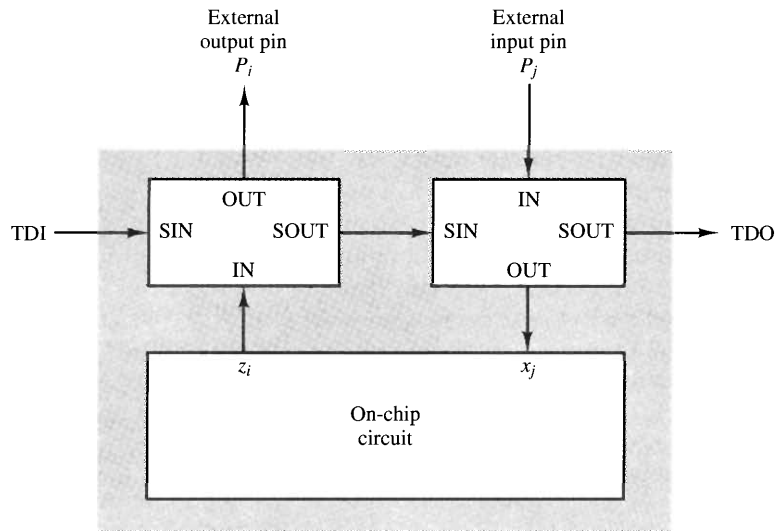 External
output pin
P_i
External
input pin
P_j
OUT
IN
TDI
SIN
SOUT
SIN
SOUT
TDO
IN
OUT
z_i
x_j
On-chip
circuit